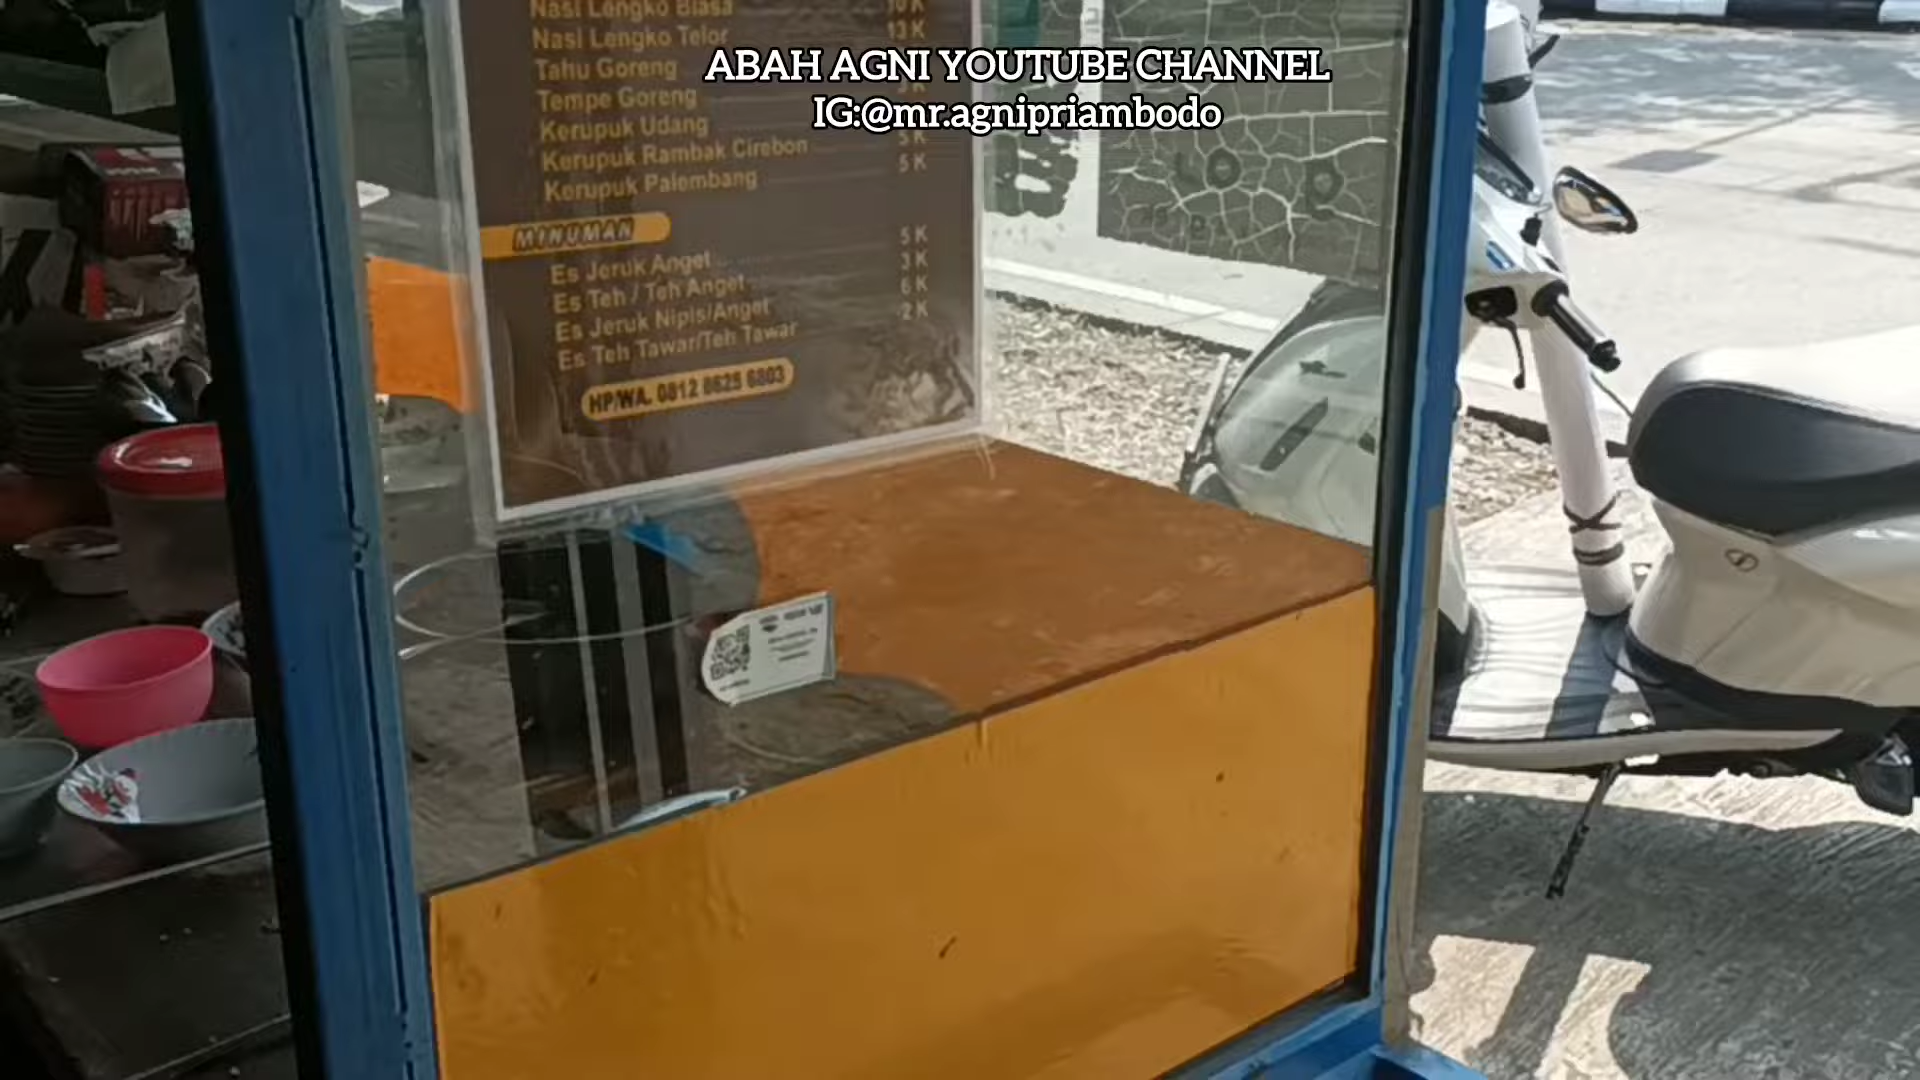 ABAH AGNI YOUTUBE CHANNEL
IG:@mr.agnipriambodo
Nasi Lengko Biasa 10 K
Nasi Lengko Telor 13 K
Tahu Goreng
Tempe Goreng
Kerupuk Udang
Kerupuk Rambak Cirebon 5 K
Kerupuk Palembang 5 K
MINUMAN
Es Jeruk Anget 5 K
Es Teh / Teh Anget 3 K
Es Jeruk Nipis/Anget 6 K
Es Teh Tawar/Teh Tawar 2 K
HP/WA. 0812 8625 6803